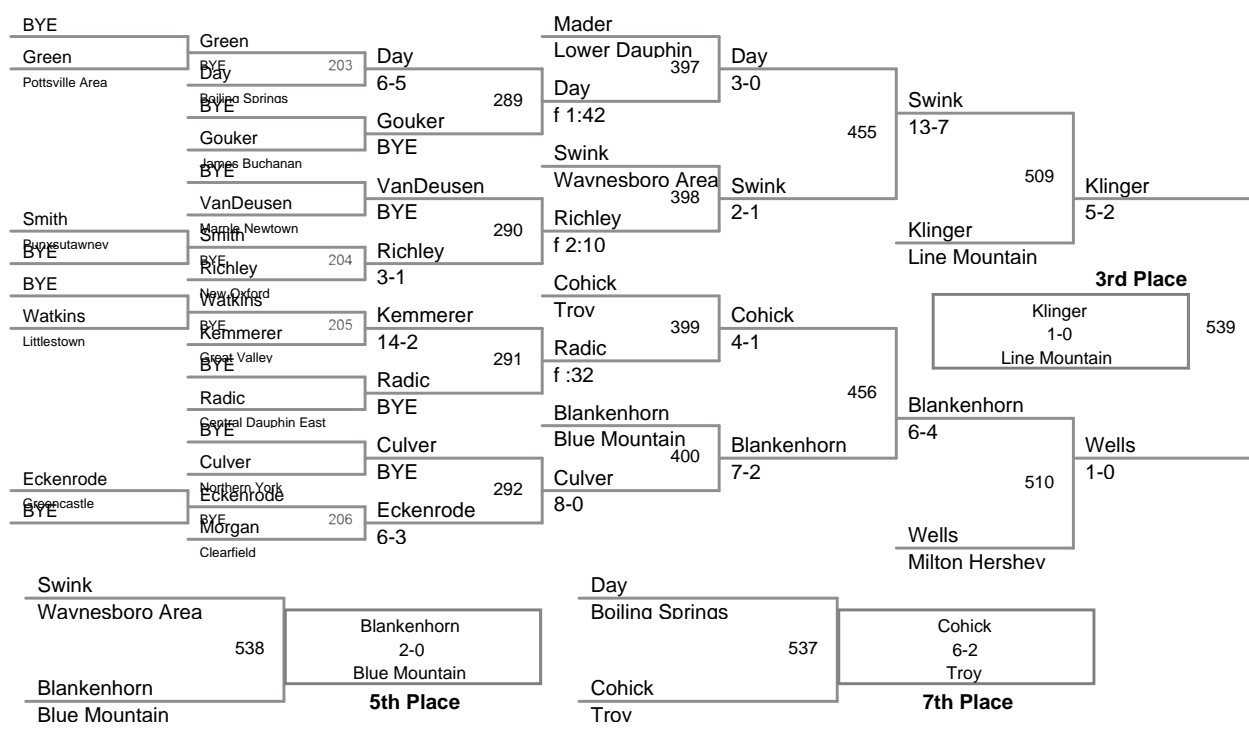 BYE
Green
Pottsville Area
Smith
Punxsutawney
BYE
BYE
Watkins
Littlestown
Eckenrode
Greencastle
BYE
Green
BYE 203
Day
Boiling Springs
BYE
Gouker
James Buchanan
BYE
VanDeusen
Marple Newtown
Smith
BYE 204
Richley
New Oxford
Watkins
BYE 205
Kemmerer
Great Valley
BYE
Radic
Central Dauphin East
BYE
Culver
Northern York
Eckenrode
BYE 206
Morgan
Clearfield
Day
6-5
289
Gouker
BYE
VanDeusen
BYE
290
Richley
3-1
Kemmerer
14-2
291
Radic
BYE
Culver
BYE
292
Eckenrode
6-3
Mader
Lower Dauphin
397
Day
f 1:42
Swink
Waynesboro Area
398
Richley
f 2:10
Cohick
Troy
399
Radic
f :32
Blankenhorn
Blue Mountain
400
Culver
8-0
Day
3-0
455
Swink
2-1
Cohick
4-1
456
Blankenhorn
7-2
Swink
13-7
509
Klinger
Line Mountain
Blankenhorn
6-4
510
Wells
Milton Hershey
Klinger
5-2
3rd Place
Klinger
1-0
Line Mountain
539
Wells
1-0
Swink
Waynesboro Area
538
Blankenhorn
Blue Mountain
Blankenhorn
2-0
Blue Mountain
5th Place
Day
Boiling Springs
537
Cohick
Troy
Cohick
6-2
Troy
7th Place